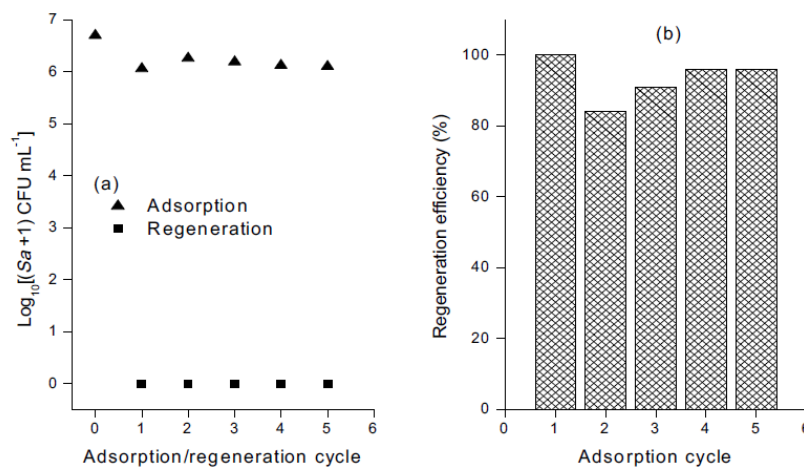 7
6
5
4
3
2
1
0
Log10[(Sa+1) CFU mL-1]
(a)
Adsorption
Regeneration
0 1 2 3 4 5 6
Adsorption/regeneration cycle
(b)
100
80
60
40
20
0
Regeneration efficiency (%)
0 1 2 3 4 5 6
Adsorption cycle